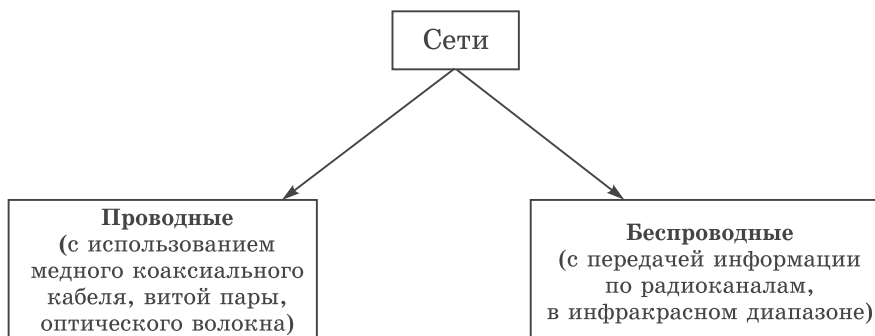 Сети
Проводные
(с использованием
медного коаксиального
кабеля, витой пары,
оптического волокна)
Беспроводные
(с передачей информации
по радиоканалам,
в инфракрасном диапазоне)